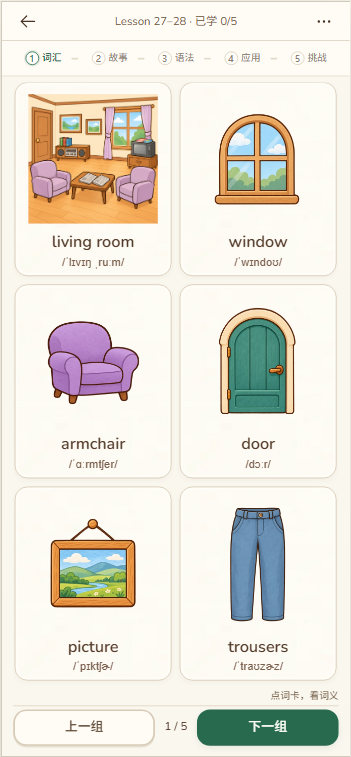 Lesson 27–28 · 已学 0/5
1 词汇 – 2 故事 – 3 语法 – 4 应用 – 5 挑战
living room
/ˈlɪvɪŋ ˌruːm/
window
/ˈwɪndoʊ/
armchair
/ˈɑːrmtʃer/
door
/dɔːr/
picture
/ˈpɪktʃɚ/
trousers
/ˈtraʊzɚz/
点词卡，看词义
上一组
1 / 5
下一组